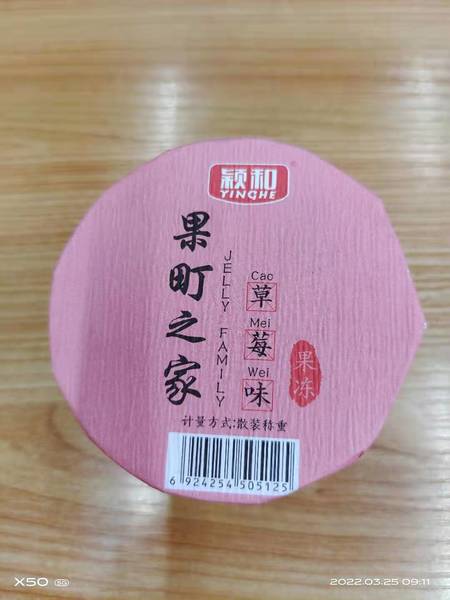 颖和
YINGHE
果町之家
JELLY FAMILY
Cao
草
Mei
莓
Wei
味
果冻
计量方式:散装称重
6 924254 505125
X50 5G
2022.03.25 09:11